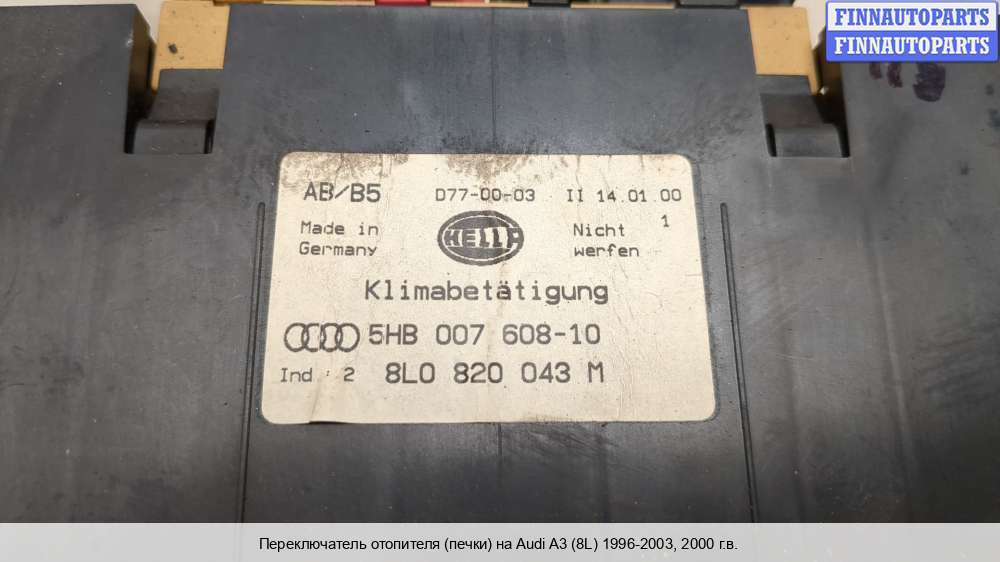 FINNAUTOPARTS
FINNAUTOPARTS
AB/B5 D77-00-03 II 14.01.00
Made in Germany
HELLA
Nicht werfen 1
Klimabetätigung
5HB 007 608-10
Ind : 2 8L0 820 043 M
Переключатель отопителя (печки) на Audi A3 (8L) 1996-2003, 2000 г.в.